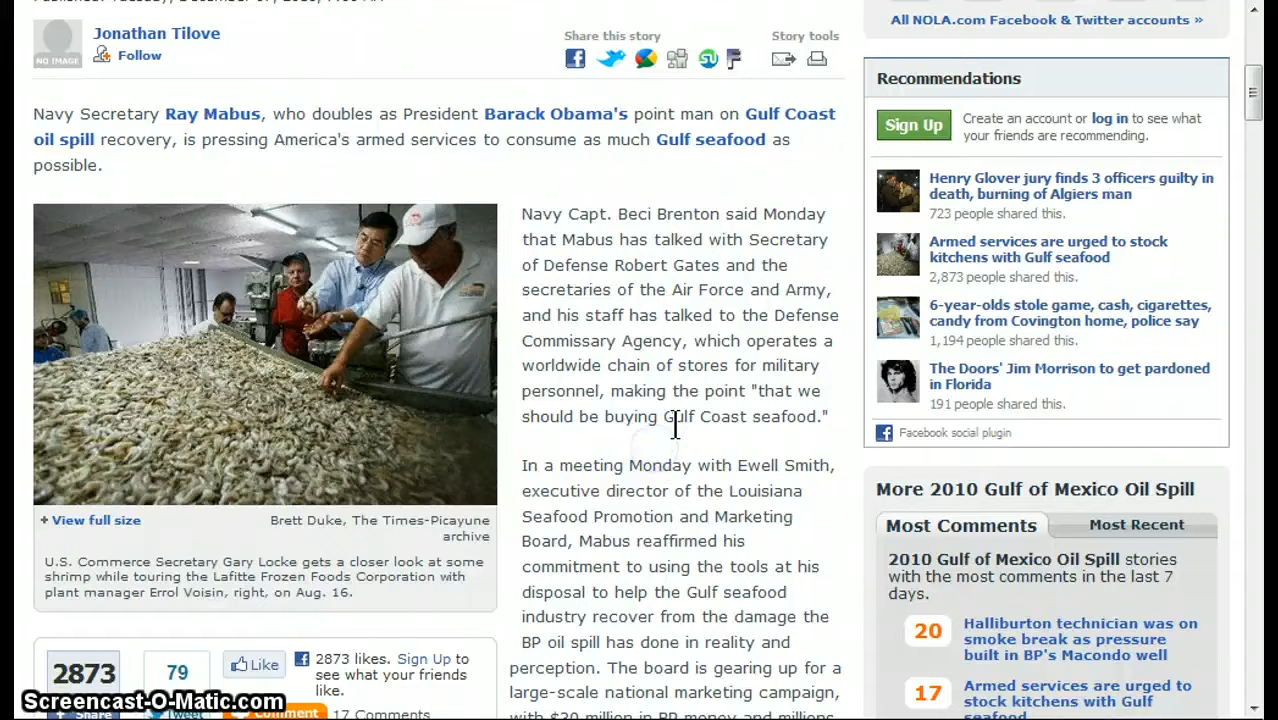 Jonathan Tilove
Follow
NO IMAGE
Share this story
Story tools
Navy Secretary Ray Mabus, who doubles as President Barack Obama's point man on Gulf Coast
oil spill recovery, is pressing America's armed services to consume as much Gulf seafood as
possible.
Navy Capt. Beci Brenton said Monday
that Mabus has talked with Secretary
of Defense Robert Gates and the
secretaries of the Air Force and Army,
and his staff has talked to the Defense
Commissary Agency, which operates a
worldwide chain of stores for military
personnel, making the point "that we
should be buying Gulf Coast seafood."
In a meeting Monday with Ewell Smith,
executive director of the Louisiana
Seafood Promotion and Marketing
Board, Mabus reaffirmed his
commitment to using the tools at his
disposal to help the Gulf seafood
industry recover from the damage the
BP oil spill has done in reality and
perception. The board is gearing up for a
large-scale national marketing campaign,
with $30 million in BP money and millions
+ View full size
Brett Duke, The Times-Picayune
archive
U.S. Commerce Secretary Gary Locke gets a closer look at some
shrimp while touring the Lafitte Frozen Foods Corporation with
plant manager Errol Voisin, right, on Aug. 16.
2873
Share
79
Tweet
Like
2873 likes. Sign Up to
see what your friends
like.
Comment
17 Comments
Screencast-O-Matic.com
All NOLA.com Facebook & Twitter accounts »
Recommendations
Sign Up
Create an account or log in to see what
your friends are recommending.
Henry Glover jury finds 3 officers guilty in
death, burning of Algiers man
723 people shared this.
Armed services are urged to stock
kitchens with Gulf seafood
2,873 people shared this.
6-year-olds stole game, cash, cigarettes,
candy from Covington home, police say
1,194 people shared this.
The Doors' Jim Morrison to get pardoned
in Florida
191 people shared this.
Facebook social plugin
More 2010 Gulf of Mexico Oil Spill
Most Comments
Most Recent
2010 Gulf of Mexico Oil Spill stories
with the most comments in the last 7
days.
20
Halliburton technician was on
smoke break as pressure
built in BP's Macondo well
17
Armed services are urged to
stock kitchens with Gulf
seafood